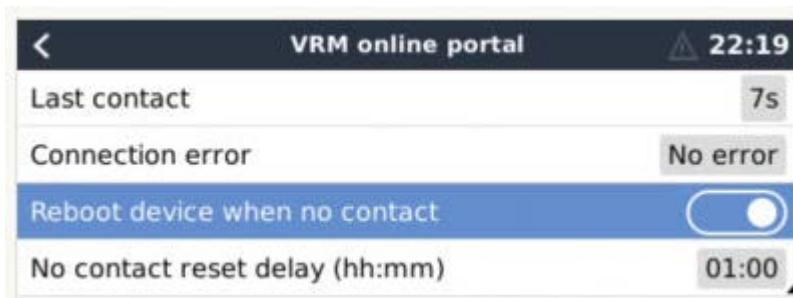 VRM online portal 22:19
Last contact 7s
Connection error No error
Reboot device when no contact
No contact reset delay (hh:mm) 01:00